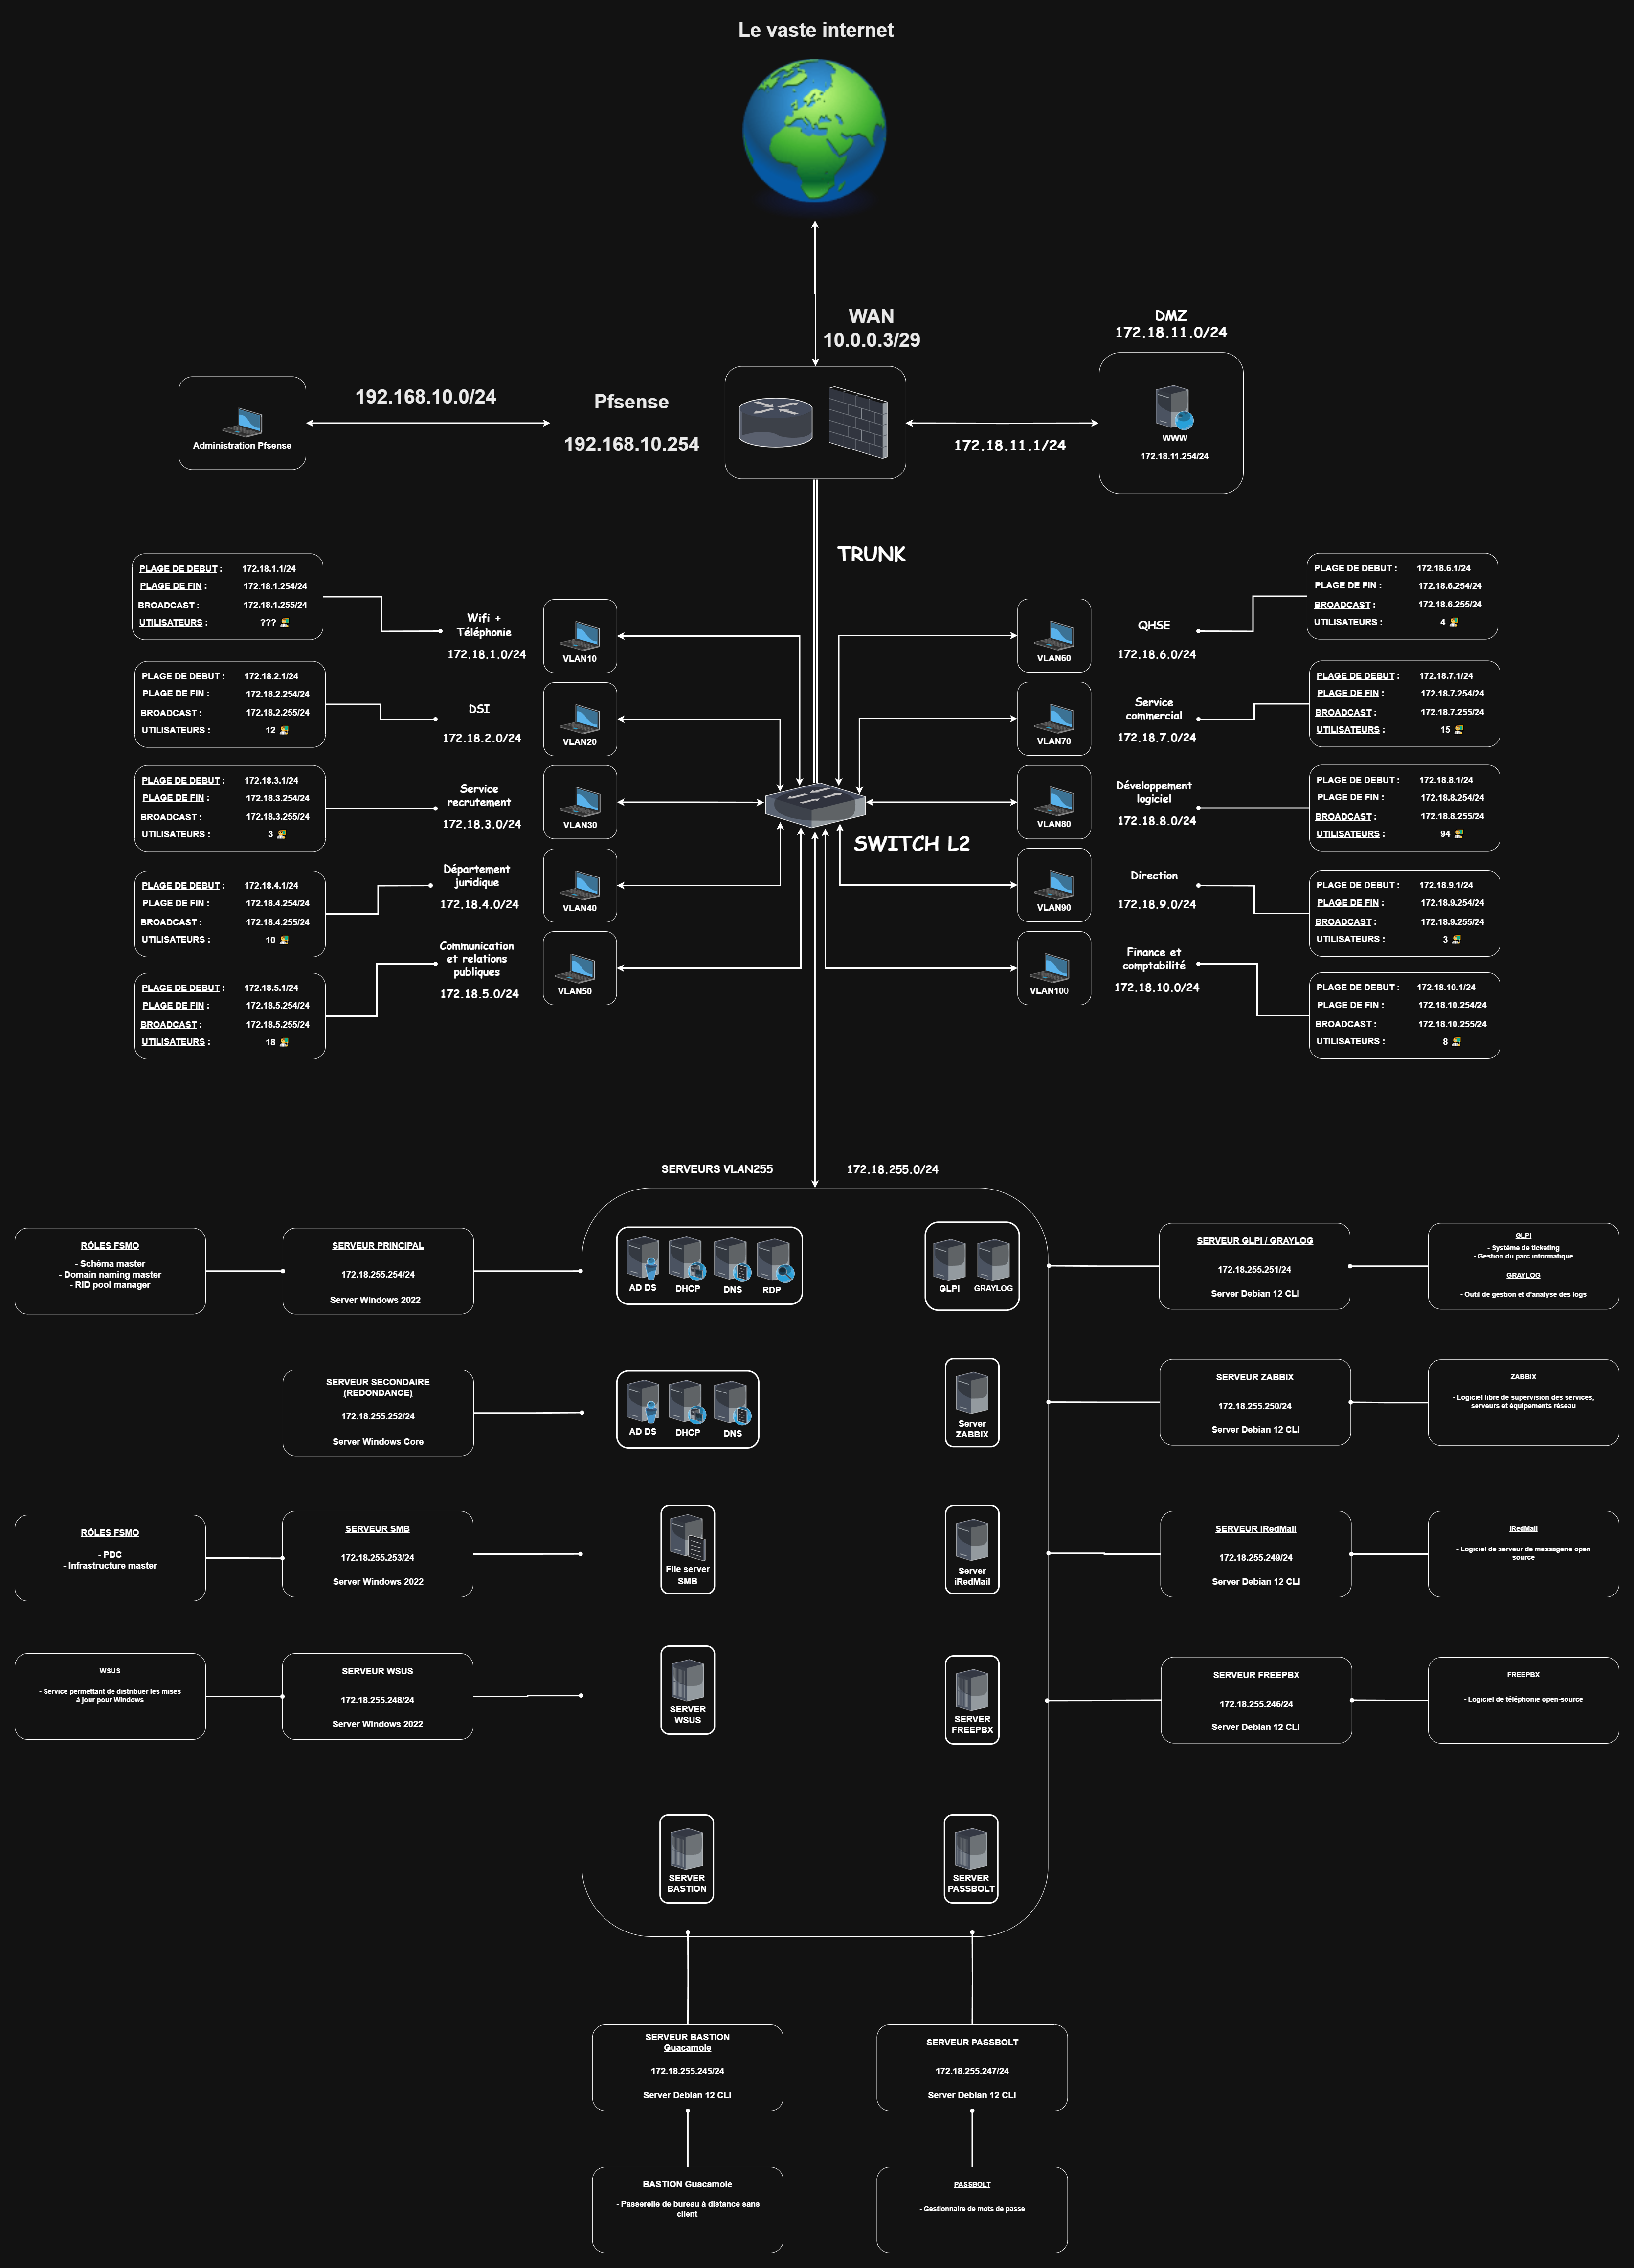 Le vaste internet
WAN
10.0.0.3/29
DMZ
172.18.11.0/24
192.168.10.0/24
Pfsense
192.168.10.254
Administration Pfsense
172.18.11.1/24
WWW
172.18.11.254/24
TRUNK
PLAGE DE DEBUT : 172.18.1.1/24
PLAGE DE FIN : 172.18.1.254/24
BROADCAST : 172.18.1.255/24
UTILISATEURS : ???
Wifi +
Téléphonie
172.18.1.0/24
VLAN10
VLAN60
QHSE
172.18.6.0/24
PLAGE DE DEBUT : 172.18.6.1/24
PLAGE DE FIN : 172.18.6.254/24
BROADCAST : 172.18.6.255/24
UTILISATEURS : 4
PLAGE DE DEBUT : 172.18.2.1/24
PLAGE DE FIN : 172.18.2.254/24
BROADCAST : 172.18.2.255/24
UTILISATEURS : 12
DSI
172.18.2.0/24
VLAN20
VLAN70
Service
commercial
172.18.7.0/24
PLAGE DE DEBUT : 172.18.7.1/24
PLAGE DE FIN : 172.18.7.254/24
BROADCAST : 172.18.7.255/24
UTILISATEURS : 15
PLAGE DE DEBUT : 172.18.3.1/24
PLAGE DE FIN : 172.18.3.254/24
BROADCAST : 172.18.3.255/24
UTILISATEURS : 3
Service
recrutement
172.18.3.0/24
VLAN30
VLAN80
Développement
logiciel
172.18.8.0/24
PLAGE DE DEBUT : 172.18.8.1/24
PLAGE DE FIN : 172.18.8.254/24
BROADCAST : 172.18.8.255/24
UTILISATEURS : 94
SWITCH L2
PLAGE DE DEBUT : 172.18.4.1/24
PLAGE DE FIN : 172.18.4.254/24
BROADCAST : 172.18.4.255/24
UTILISATEURS : 10
Département
juridique
172.18.4.0/24
VLAN40
VLAN90
Direction
172.18.9.0/24
PLAGE DE DEBUT : 172.18.9.1/24
PLAGE DE FIN : 172.18.9.254/24
BROADCAST : 172.18.9.255/24
UTILISATEURS : 3
PLAGE DE DEBUT : 172.18.5.1/24
PLAGE DE FIN : 172.18.5.254/24
BROADCAST : 172.18.5.255/24
UTILISATEURS : 18
Communication
et relations
publiques
172.18.5.0/24
VLAN50
VLAN100
Finance et
comptabilité
172.18.10.0/24
PLAGE DE DEBUT : 172.18.10.1/24
PLAGE DE FIN : 172.18.10.254/24
BROADCAST : 172.18.10.255/24
UTILISATEURS : 8
SERVEURS VLAN255 172.18.255.0/24
RÔLES FSMO
- Schéma master
- Domain naming master
- RID pool manager
SERVEUR PRINCIPAL
172.18.255.254/24
Server Windows 2022
AD DS
DHCP
DNS
RDP
GLPI
GRAYLOG
SERVEUR GLPI / GRAYLOG
172.18.255.251/24
Server Debian 12 CLI
GLPI
- Système de ticketing
- Gestion du parc informatique
GRAYLOG
- Outil de gestion et d'analyse des logs
SERVEUR SECONDAIRE
(REDONDANCE)
172.18.255.252/24
Server Windows Core
AD DS
DHCP
DNS
Server
ZABBIX
SERVEUR ZABBIX
172.18.255.250/24
Server Debian 12 CLI
ZABBIX
- Logiciel libre de supervision des services,
serveurs et équipements réseau
RÔLES FSMO
- PDC
- Infrastructure master
SERVEUR SMB
172.18.255.253/24
Server Windows 2022
File server
SMB
Server
iRedMail
SERVEUR iRedMail
172.18.255.249/24
Server Debian 12 CLI
iRedMail
- Logiciel de serveur de messagerie open
source
WSUS
- Service permettant de distribuer les mises
à jour pour Windows
SERVEUR WSUS
172.18.255.248/24
Server Windows 2022
SERVER
WSUS
SERVER
FREEPBX
SERVEUR FREEPBX
172.18.255.246/24
Server Debian 12 CLI
FREEPBX
- Logiciel de téléphonie open-source
SERVER
BASTION
SERVER
PASSBOLT
SERVEUR BASTION
Guacamole
172.18.255.245/24
Server Debian 12 CLI
SERVEUR PASSBOLT
172.18.255.247/24
Server Debian 12 CLI
BASTION Guacamole
- Passerelle de bureau à distance sans
client
PASSBOLT
- Gestionnaire de mots de passe